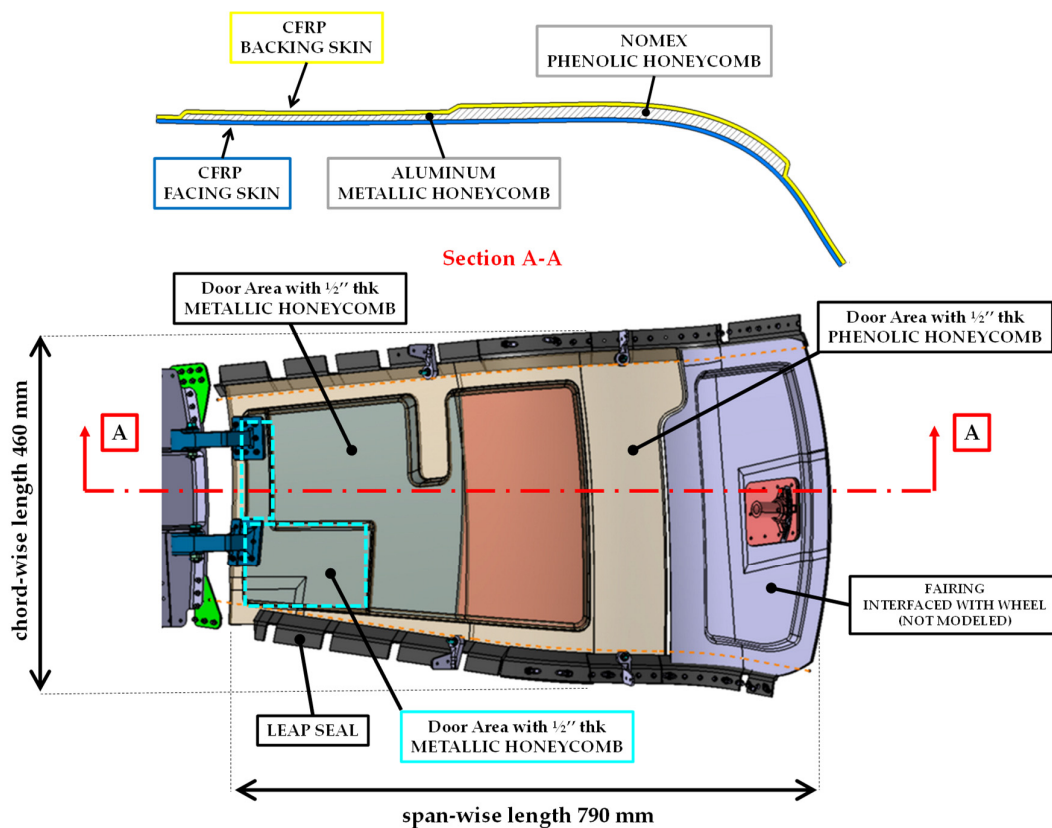 CFRP
BACKING SKIN
NOMEX
PHENOLIC HONEYCOMB
CFRP
FACING SKIN
ALUMINUM
METALLIC HONEYCOMB
Section A-A
Door Area with ½’’ thk
METALLIC HONEYCOMB
Door Area with ½’’ thk
PHENOLIC HONEYCOMB
A
A
chord-wise length 460 mm
FAIRING
INTERFACED WITH WHEEL
(NOT MODELED)
LEAP SEAL
Door Area with ½’’ thk
METALLIC HONEYCOMB
span-wise length 790 mm